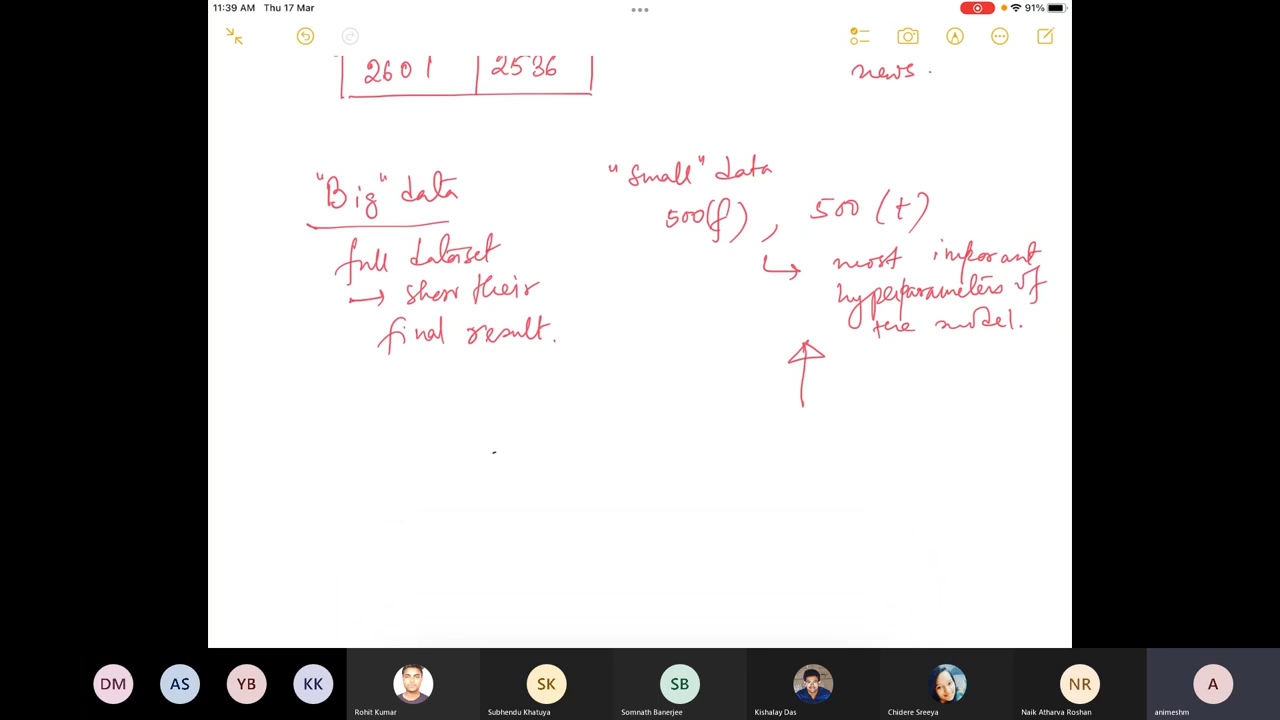 11:39 AM Thu 17 Mar
91%
2601 2536
news.
"Big" data
full dataset
→ show their
final result.
"Small" data
500(f), 500(t)
↳ most important
hyperparameters of
the model.
DM AS YB KK SK SB NR A
Rohit Kumar Subhendu Khatuya Somnath Banerjee Kishalay Das Chidere Sreeya Naik Atharva Roshan animeshm